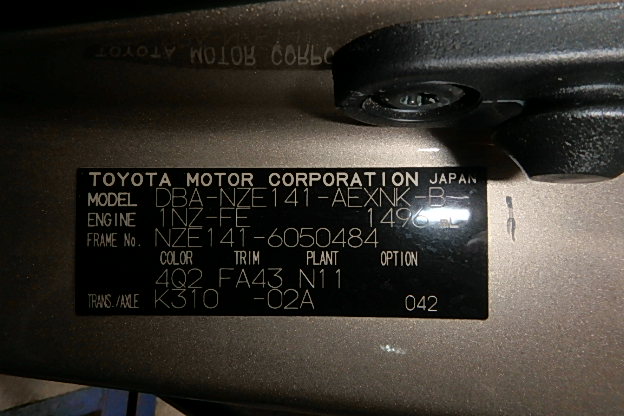 TOYOTA MOTOR CORPORATION JAPAN
MODEL DBA-NZE141-AEXNK-B-
ENGINE 1NZ-FE 1496
FRAME No. NZE141-6050484
COLOR TRIM PLANT OPTION
4Q2 FA43 N11
TRANS./AXLE K310 -02A 042